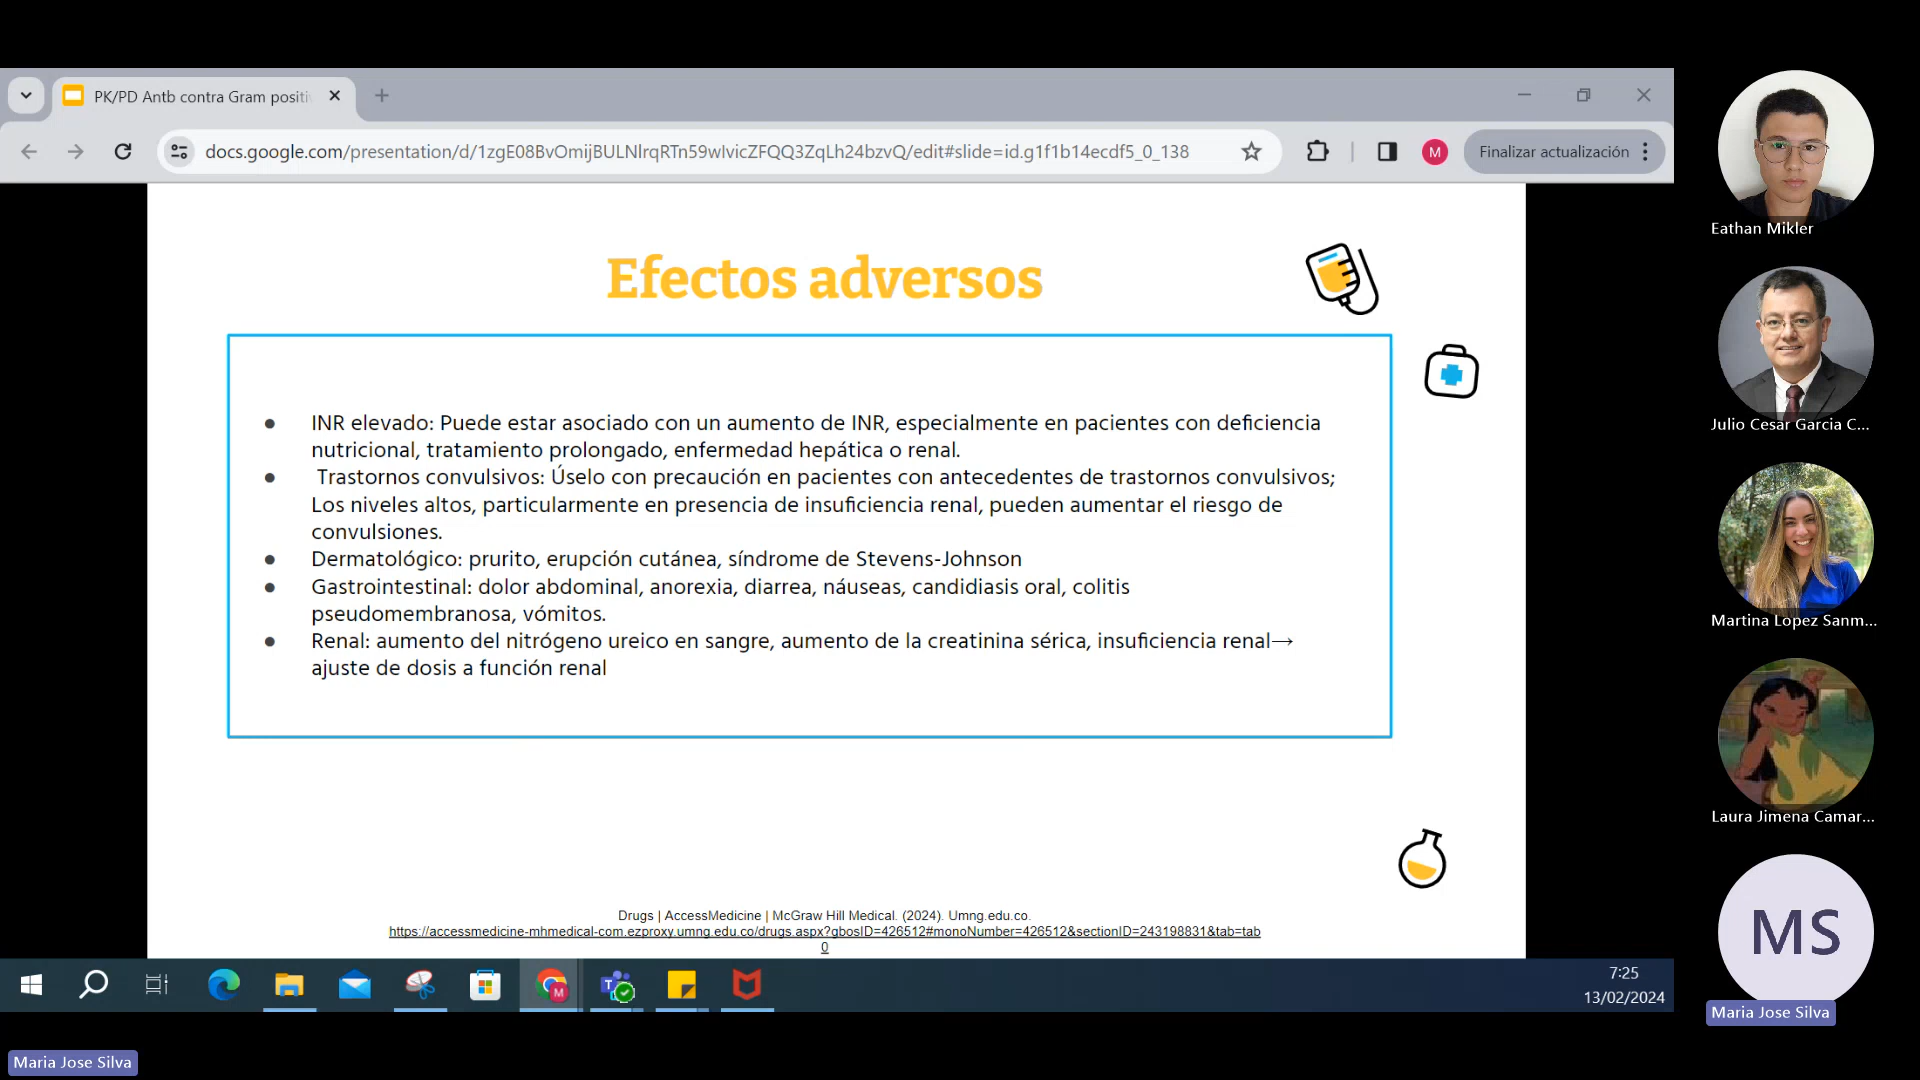 PK/PD Antb contra Gram positiv
docs.google.com/presentation/d/1zgE08BvOmijBULNlrqRTn59wIvicZFQQ3ZqLh24bzvQ/edit#slide=id.g1f1b14ecdf5_0_138
M
Finalizar actualización
Efectos adversos
INR elevado: Puede estar asociado con un aumento de INR, especialmente en pacientes con deficiencia
nutricional, tratamiento prolongado, enfermedad hepática o renal.
Trastornos convulsivos: Úselo con precaución en pacientes con antecedentes de trastornos convulsivos;
Los niveles altos, particularmente en presencia de insuficiencia renal, pueden aumentar el riesgo de
convulsiones.
Dermatológico: prurito, erupción cutánea, síndrome de Stevens-Johnson
Gastrointestinal: dolor abdominal, anorexia, diarrea, náuseas, candidiasis oral, colitis
pseudomembranosa, vómitos.
Renal: aumento del nitrógeno ureico en sangre, aumento de la creatinina sérica, insuficiencia renal→
ajuste de dosis a función renal
Drugs | AccessMedicine | McGraw Hill Medical. (2024). Umng.edu.co.
https://accessmedicine-mhmedical-com.ezproxy.umng.edu.co/drugs.aspx?gbosID=426512#monoNumber=426512&sectionID=243198831&tab=tab
0
7:25
13/02/2024
Eathan Mikler
Julio Cesar Garcia C...
Martina Lopez Sanm...
Laura Jimena Camar...
MS
Maria Jose Silva
Maria Jose Silva